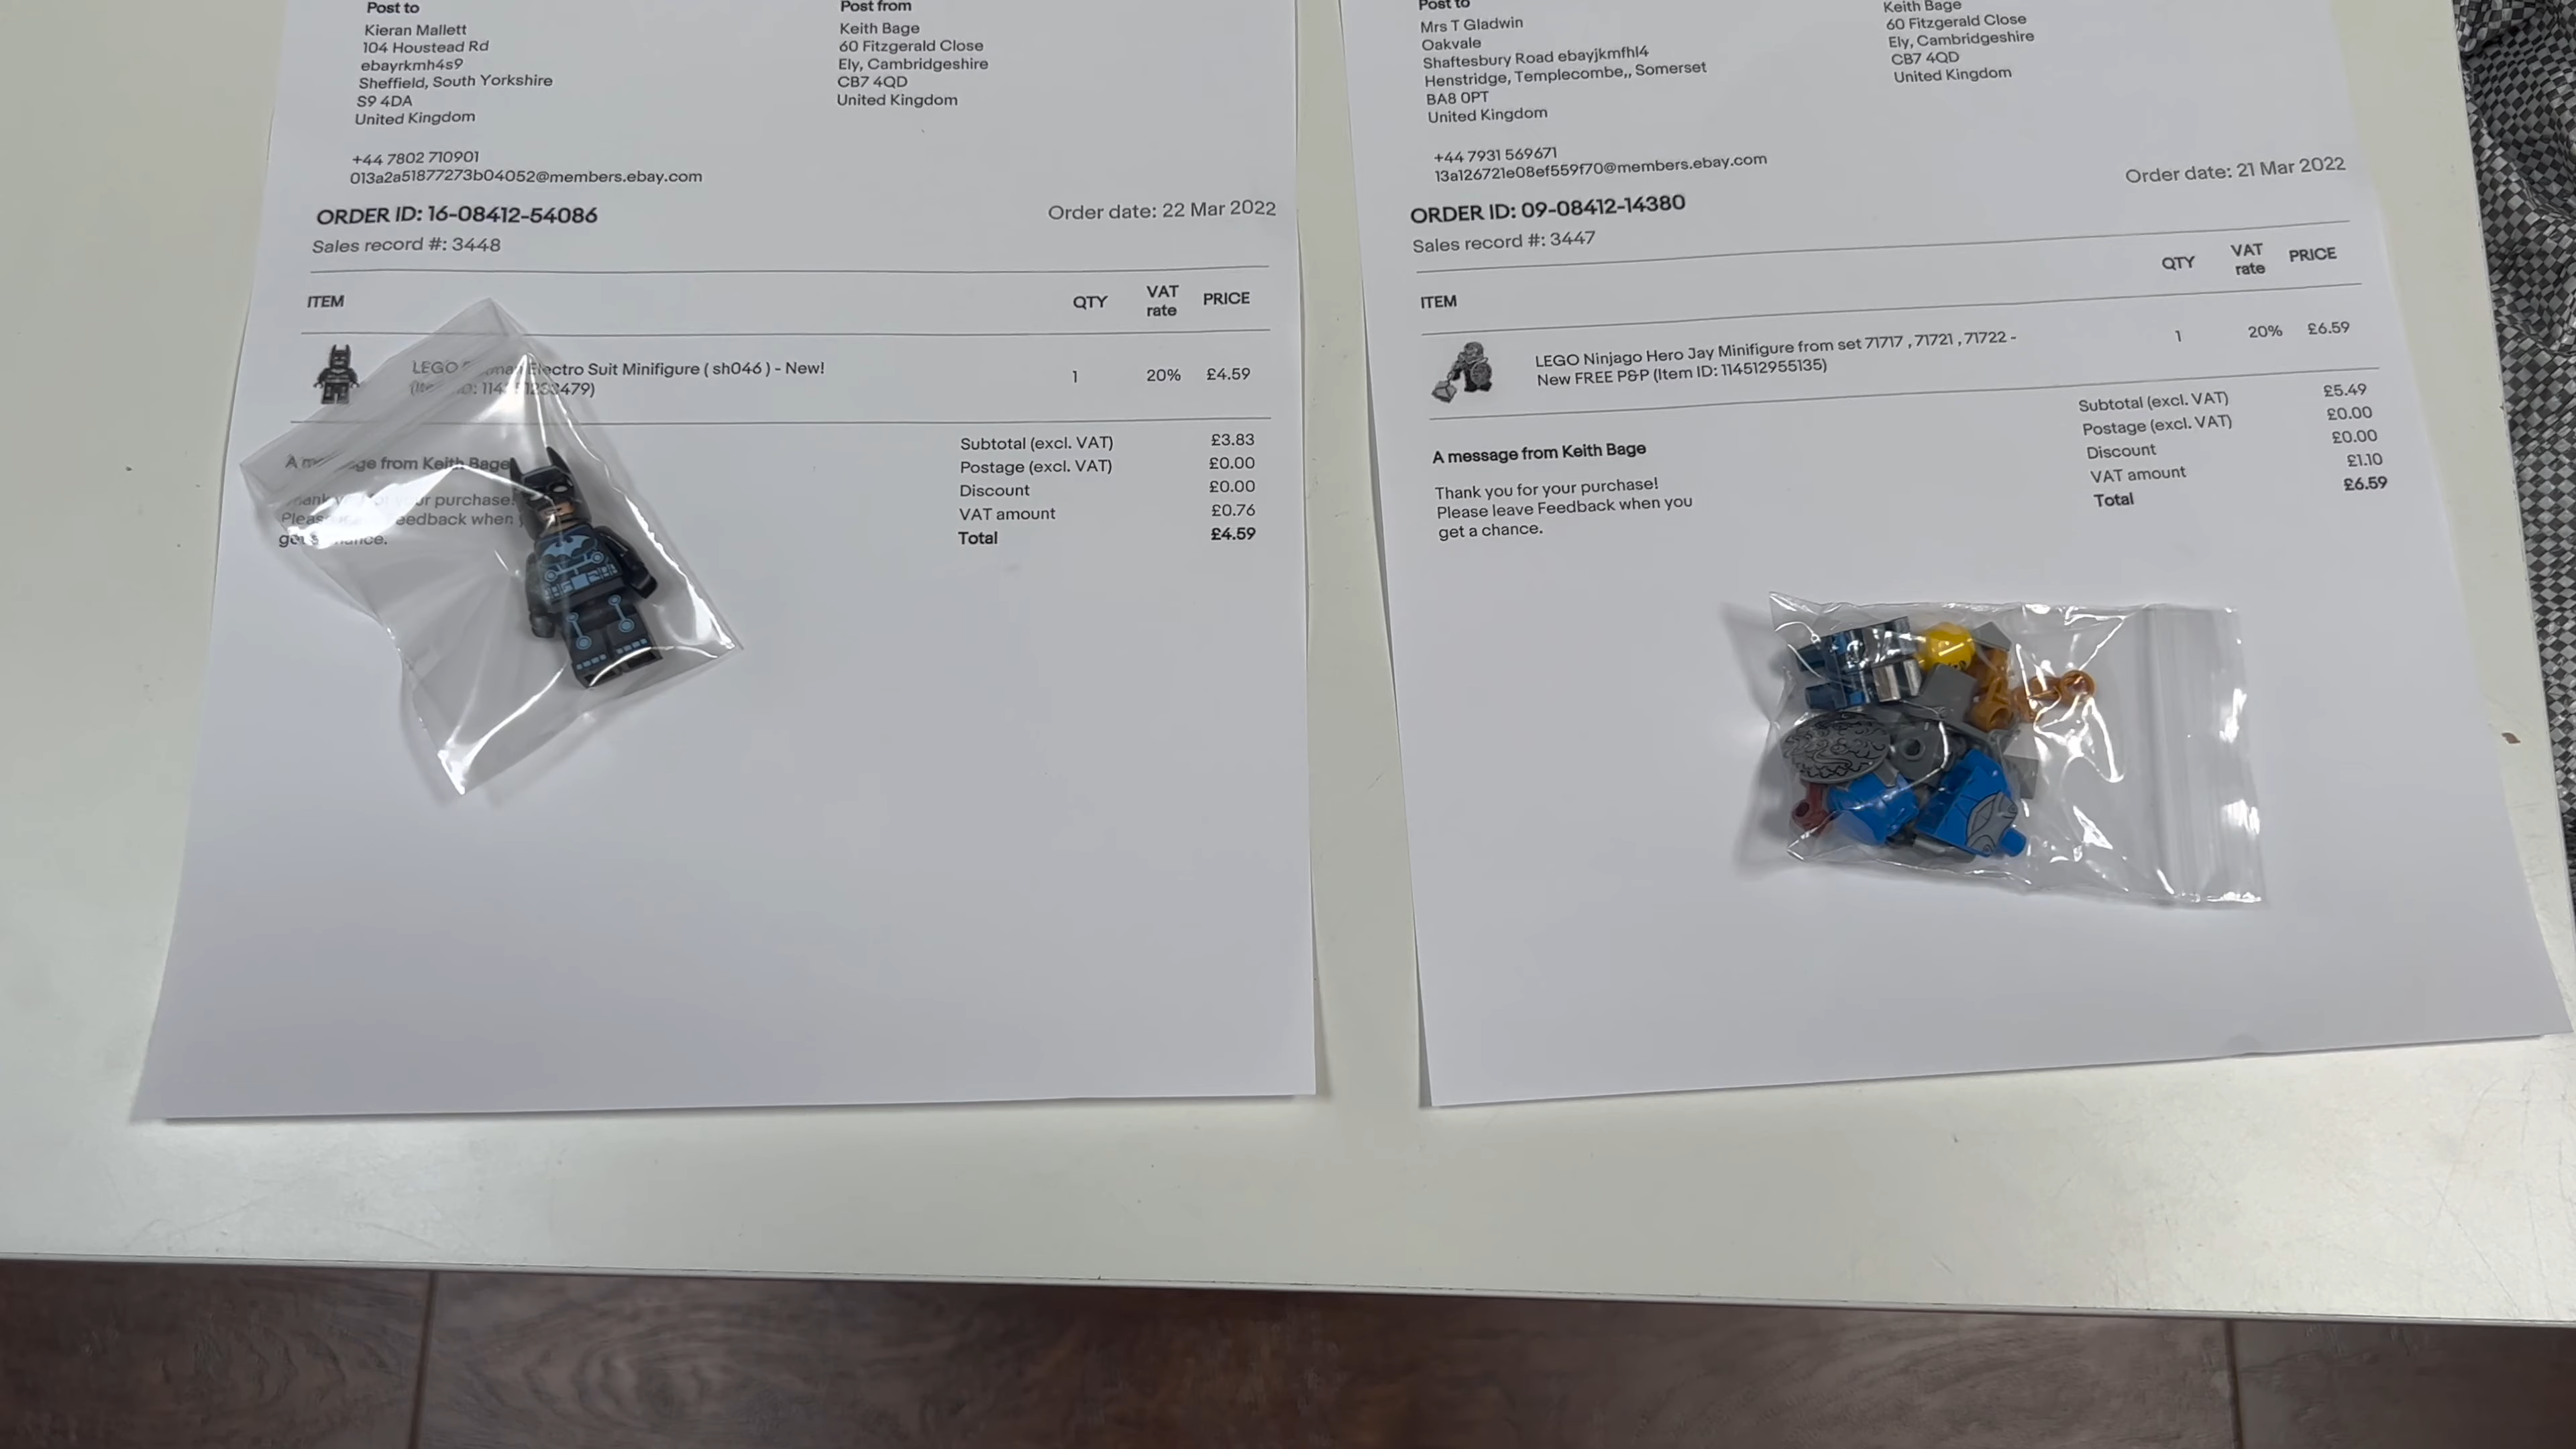 Post to
Kieran Mallett
104 Houstead Rd
ebayrkmh4s9
Sheffield, South Yorkshire
S9 4DA
United Kingdom
+44 7802 710901
013a2a51877273b04052@members.ebay.com
Post from
Keith Bage
60 Fitzgerald Close
Ely, Cambridgeshire
CB7 4QD
United Kingdom
ORDER ID: 16-08412-54086
Order date: 22 Mar 2022
Sales record #: 3448
ITEM QTY VAT rate PRICE
LEGO Electro Suit Minifigure ( sh046 ) - New! 1 20% £4.59
A message from Keith Bage
your purchase!
feedback when
Subtotal (excl. VAT) £3.83
Postage (excl. VAT) £0.00
Discount £0.00
VAT amount £0.76
Total £4.59
Post to
Mrs T Gladwin
Oakvale
Shaftesbury Road ebayjkmfhl4
Henstridge, Templecombe,, Somerset
BA8 0PT
United Kingdom
+44 7931 569671
13a126721e08ef559f70@members.ebay.com
Keith Bage
60 Fitzgerald Close
Ely, Cambridgeshire
CB7 4QD
United Kingdom
Order date: 21 Mar 2022
ORDER ID: 09-08412-14380
Sales record #: 3447
ITEM QTY VAT rate PRICE
LEGO Ninjago Hero Jay Minifigure from set 71717 , 71721 , 71722 - 1 20% £6.59
New FREE P&P (Item ID: 114512955135)
Subtotal (excl. VAT) £5.49
Postage (excl. VAT) £0.00
Discount £0.00
VAT amount £1.10
Total £6.59
A message from Keith Bage
Thank you for your purchase!
Please leave Feedback when you
get a chance.